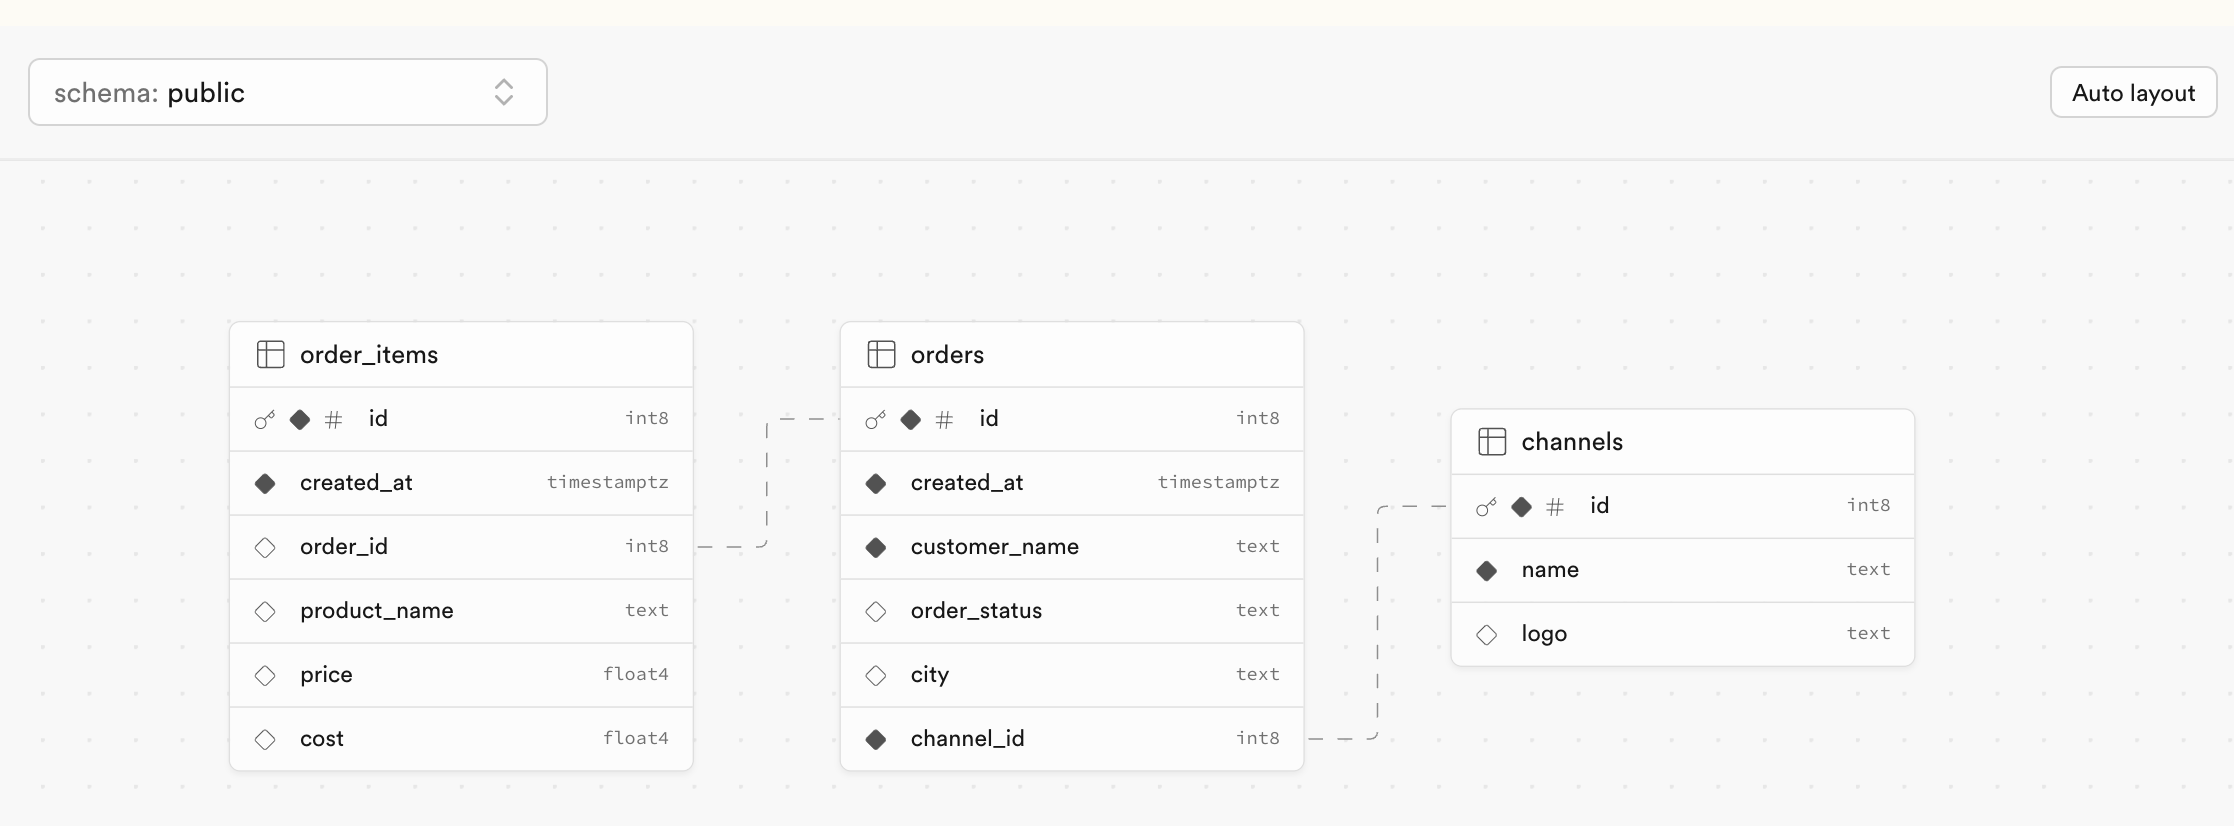 schema: public
Auto layout
order_items
# id int8
created_at timestamptz
order_id int8
product_name text
price float4
cost float4
orders
# id int8
created_at timestamptz
customer_name text
order_status text
city text
channel_id int8
channels
# id int8
name text
logo text